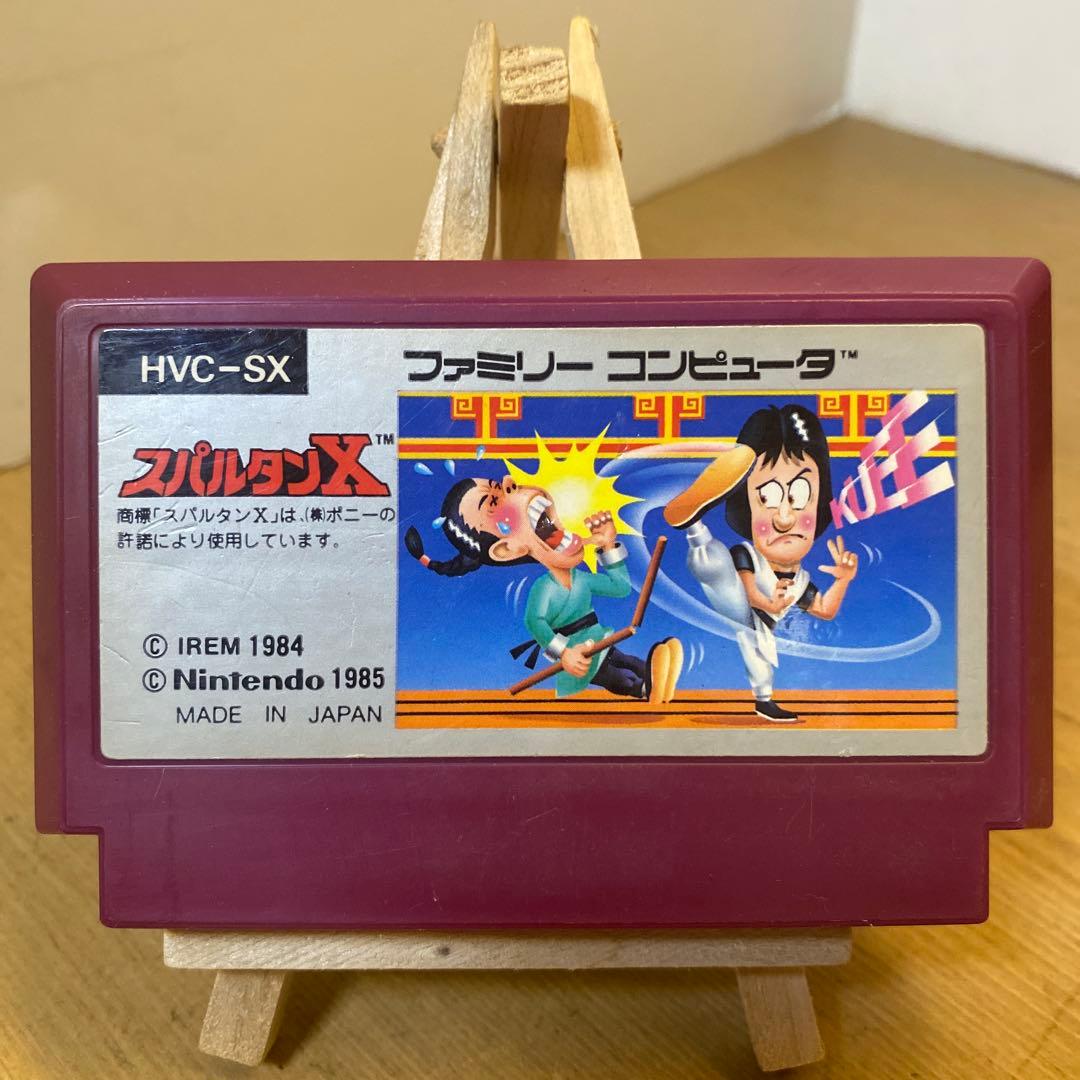 HVC-SX
ファミリー コンピュータ™
スパルタンX™
商標「スパルタンX」は、(株)ポニーの
許諾により使用しています。
© IREM 1984
© Nintendo 1985
MADE IN JAPAN
KUEEE